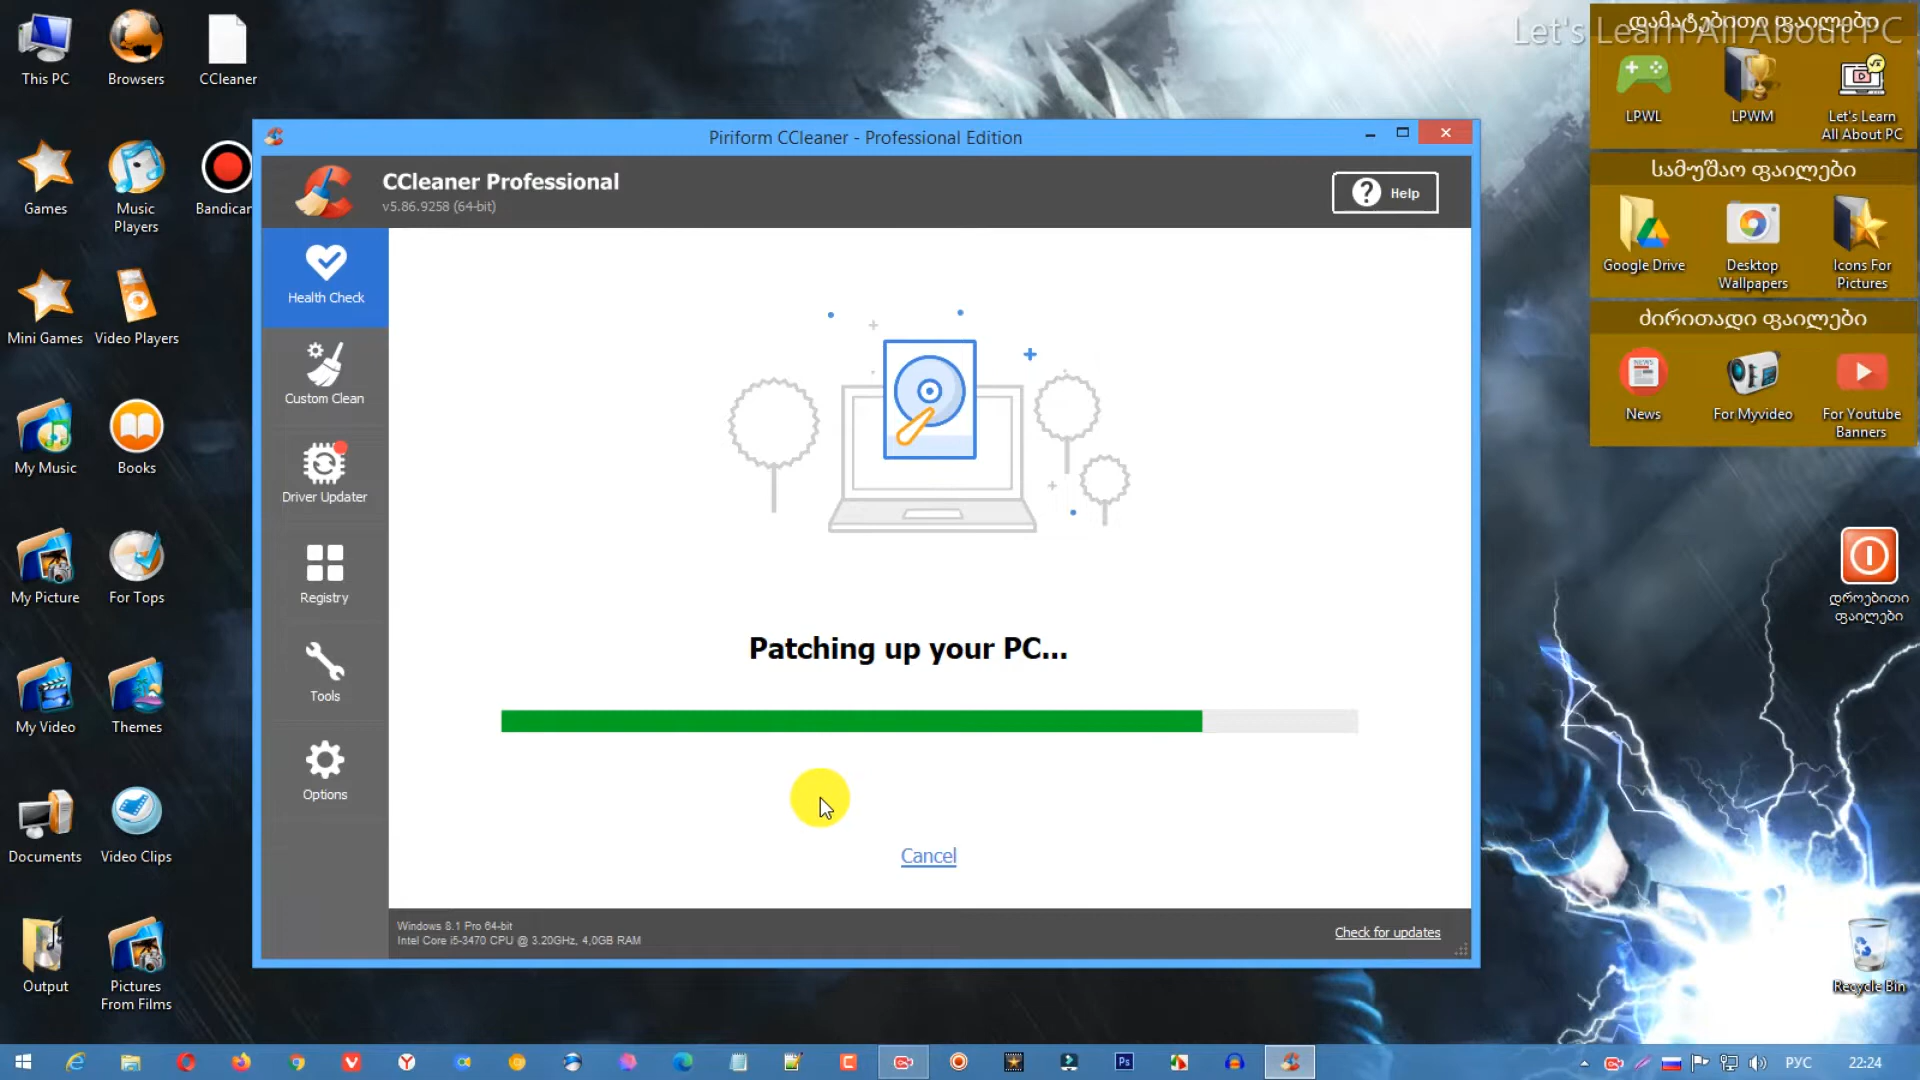 Let's Learn All About PC
This PC
Browsers
CCleaner
Games
Music
Players
Bandicam
Mini Games
Video Players
My Music
Books
My Picture
For Tops
My Video
Themes
Documents
Video Clips
Output
Pictures
From Films
Piriform CCleaner - Professional Edition
CCleaner Professional
v5.86.9258 (64-bit)
? Help
Health Check
Custom Clean
Driver Updater
Registry
Tools
Options
Patching up your PC...
Cancel
Windows 8.1 Pro 64-bit
Intel Core i5-3470 CPU @ 3.20GHz, 4,0GB RAM
Check for updates
დამატებითი ფაილები
LPWL
LPWM
Let's Learn
All About PC
სამუშაო ფაილები
Google Drive
Desktop
Wallpapers
Icons For
Pictures
ძირითადი ფაილები
NEWS
News
For Myvideo
For Youtube
Banners
დროებითი
ფაილები
Recycle Bin
Ps
РУС
22:24